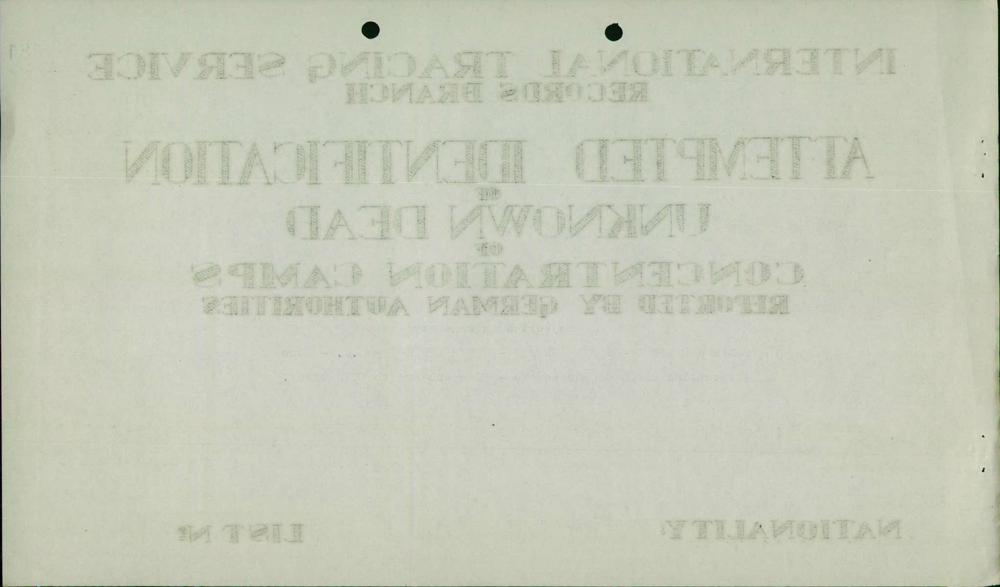 INTERNATIONAL TRACING SERVICE
RECORDS BRANCH
ATTEMPTED IDENTIFICATION
OF
UNKNOWN DEAD
OF
CONCENTRATION CAMPS
REPORTED BY GERMAN AUTHORITIES
NATIONALITY: LIST Nº